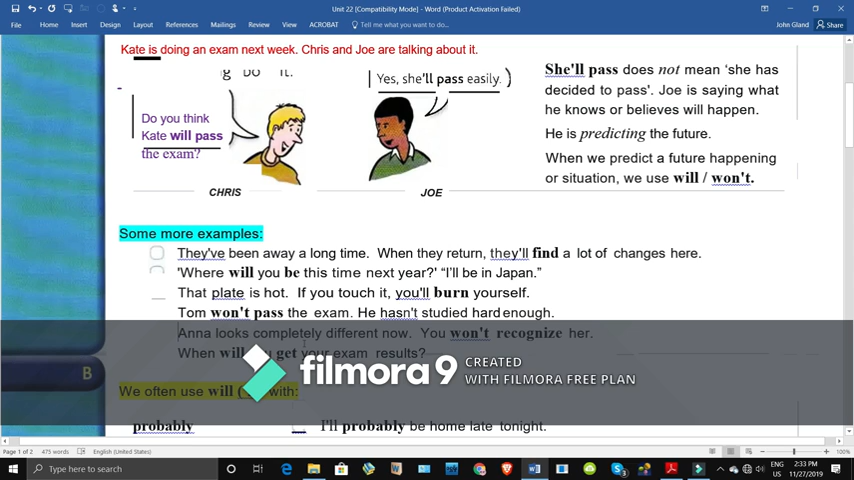 Unit 22 [Compatibility Mode] - Word (Product Activation Failed)
File Home Insert Design Layout References Mailings Review View ACROBAT Tell me what you want to do... John Gland Share
Kate is doing an exam next week. Chris and Joe are talking about it.
g bo it.
Yes, she'll pass easily.
Do you think
Kate will pass
the exam?
CHRIS
JOE
She'll pass does not mean 'she has
decided to pass'. Joe is saying what
he knows or believes will happen.
He is predicting the future.
When we predict a future happening
or situation, we use will / won't.
Some more examples:
They've been away a long time. When they return, they'll find a lot of changes here.
'Where will you be this time next year?' "I'll be in Japan."
That plate is hot. If you touch it, you'll burn yourself.
Tom won't pass the exam. He hasn't studied hard enough.
Anna looks completely different now. You won't recognize her.
When will you get your exam results?
B
filmora 9
CREATED
WITH FILMORA FREE PLAN
We often use will with:
probably I'll probably be home late tonight.
Page 1 of 2 475 words English (United States) 100%
Type here to search
ENG
US
2:33 PM
11/27/2019